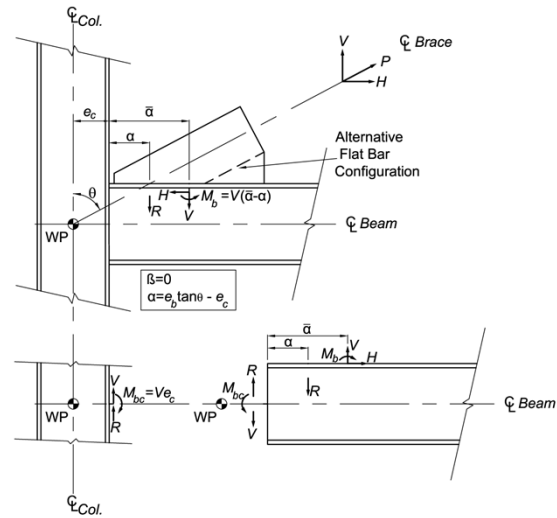 ℄
Col.
V
℄ Brace
P
H
e_c
ᾱ
α
Alternative
Flat Bar
Configuration
θ
H
M_b =V(ᾱ-α)
R
V
WP
℄ Beam
ß=0
α=e_b tanθ - e_c
ᾱ
α
V
M_b
H
V
M_bc=Ve_c
R
M_bc
R
℄ Beam
WP
R
WP
V
℄
Col.